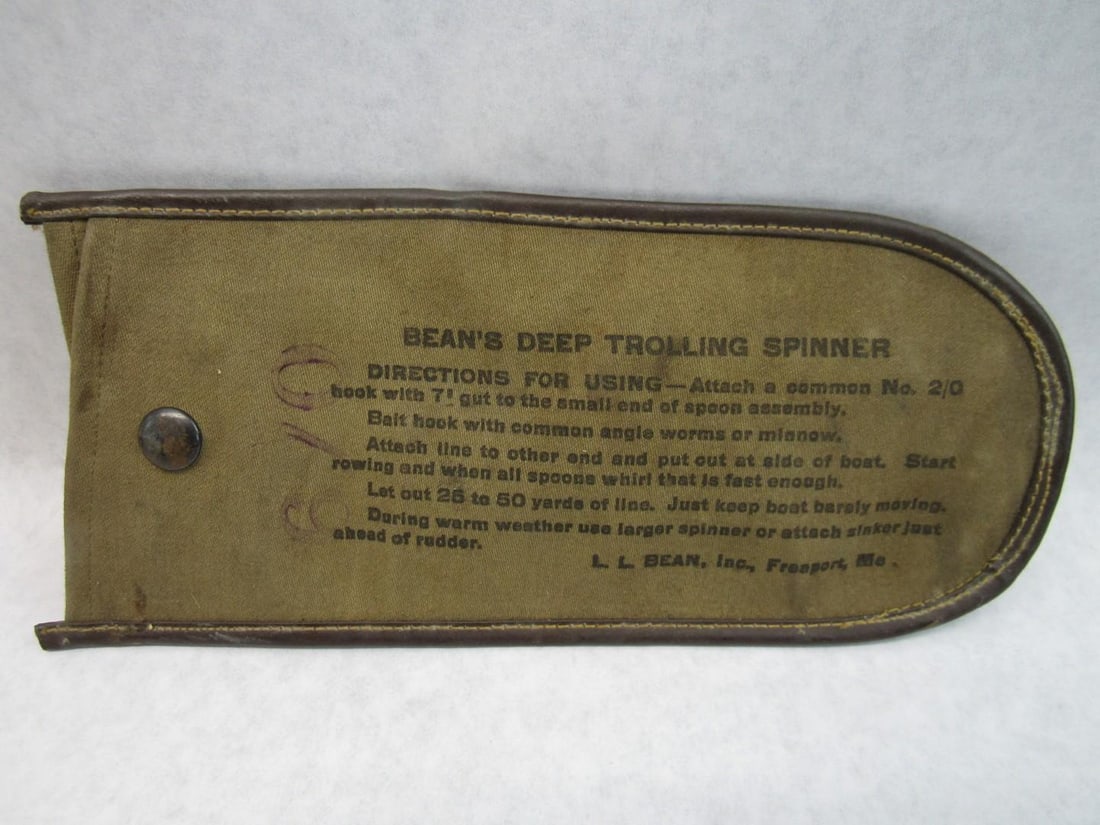 BEAN'S DEEP TROLLING SPINNER
DIRECTIONS FOR USING—Attach a common No. 2/0
hook with 7' gut to the small end of spoon assembly.
Bait hook with common angle worms or minnow.
Attach line to other end and put out at side of boat. Start
rowing and when all spoons whirl that is fast enough.
Let out 25 to 50 yards of line. Just keep boat barely moving.
During warm weather use larger spinner or attach sinker just
ahead of rudder.
L. L. BEAN, Inc., Freeport, Me.